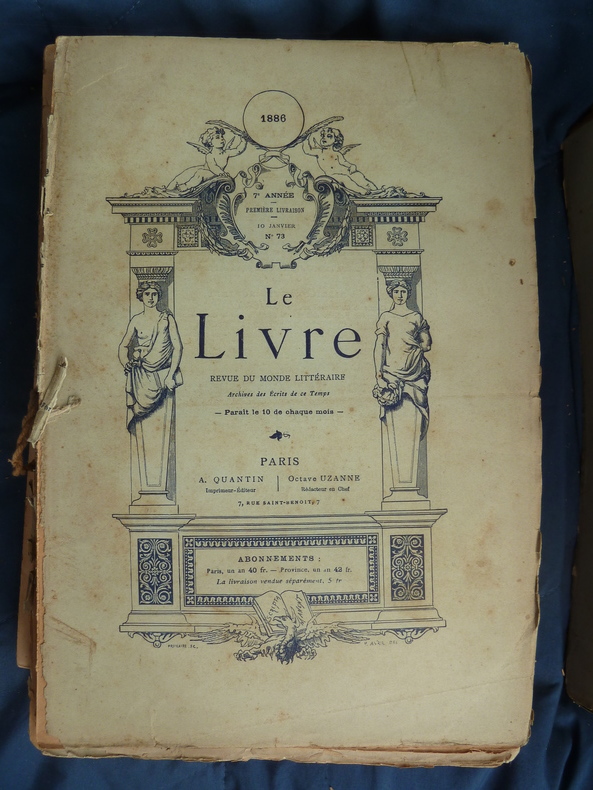 1886
7e ANNÉE
PREMIÈRE LIVRAISON
10 JANVIER
No 73
Le
Livre
REVUE DU MONDE LITTÉRAIRE
Archives des Écrits de ce Temps
— Paraît le 10 de chaque mois —
PARIS
A. QUANTIN
Imprimeur-Éditeur
Octave UZANNE
Rédacteur en Chef
7, RUE SAINT-BENOIT, 7
ABONNEMENTS :
Paris, un an 40 fr. — Province, un an 42 fr.
La livraison vendue séparément, 5 fr